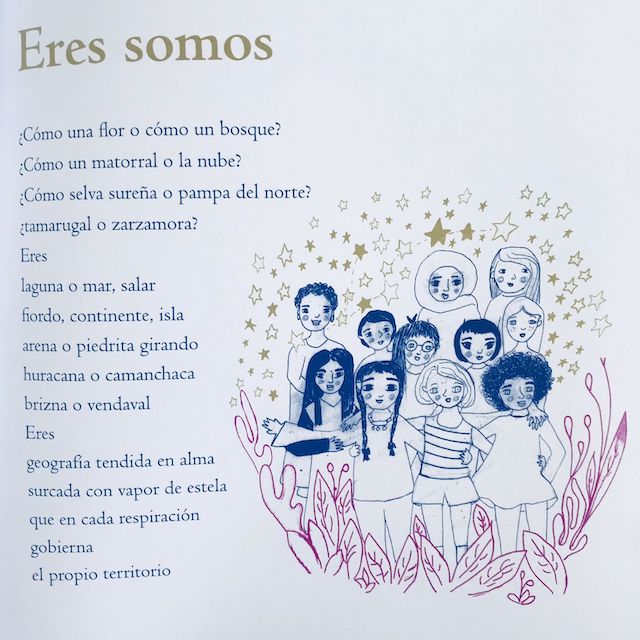 Eres somos
¿Cómo una flor o cómo un bosque?
¿Cómo un matorral o la nube?
¿Cómo selva sureña o pampa del norte?
¿tamarugal o zarzamora?
Eres
laguna o mar, salar
fiordo, continente, isla
arena o piedrita girando
huracana o camanchaca
brizna o vendaval
Eres
geografía tendida en alma
surcada con vapor de estela
que en cada respiración
gobierna
el propio territorio